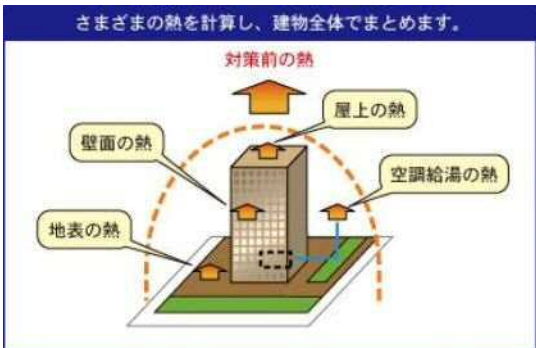 さまざまの熱を計算し、建物全体でまとめます。
対策前の熱
屋上の熱
壁面の熱
空調給湯の熱
地表の熱